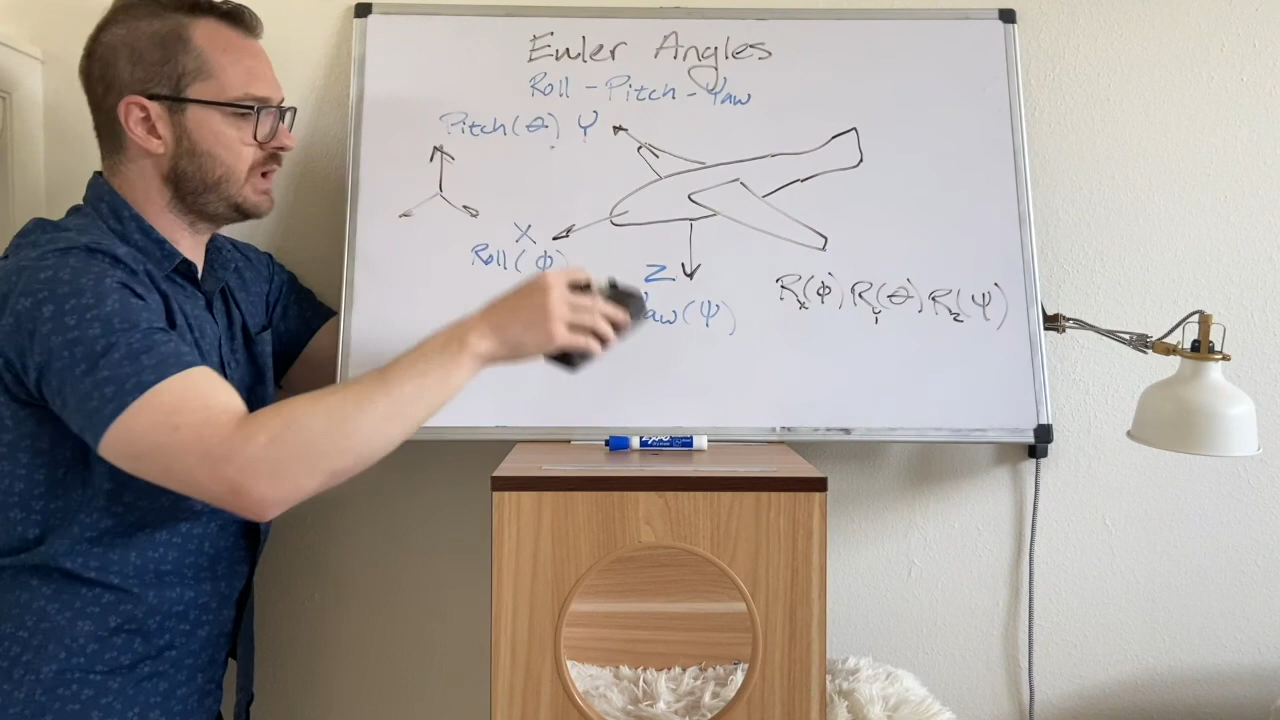 Euler Angles
Roll - Pitch - Yaw
Pitch(θ) Y
X
Roll(ϕ)
Z
Yaw(ψ)
Rx(ϕ) Ry(θ) Rz(ψ)
EXPO